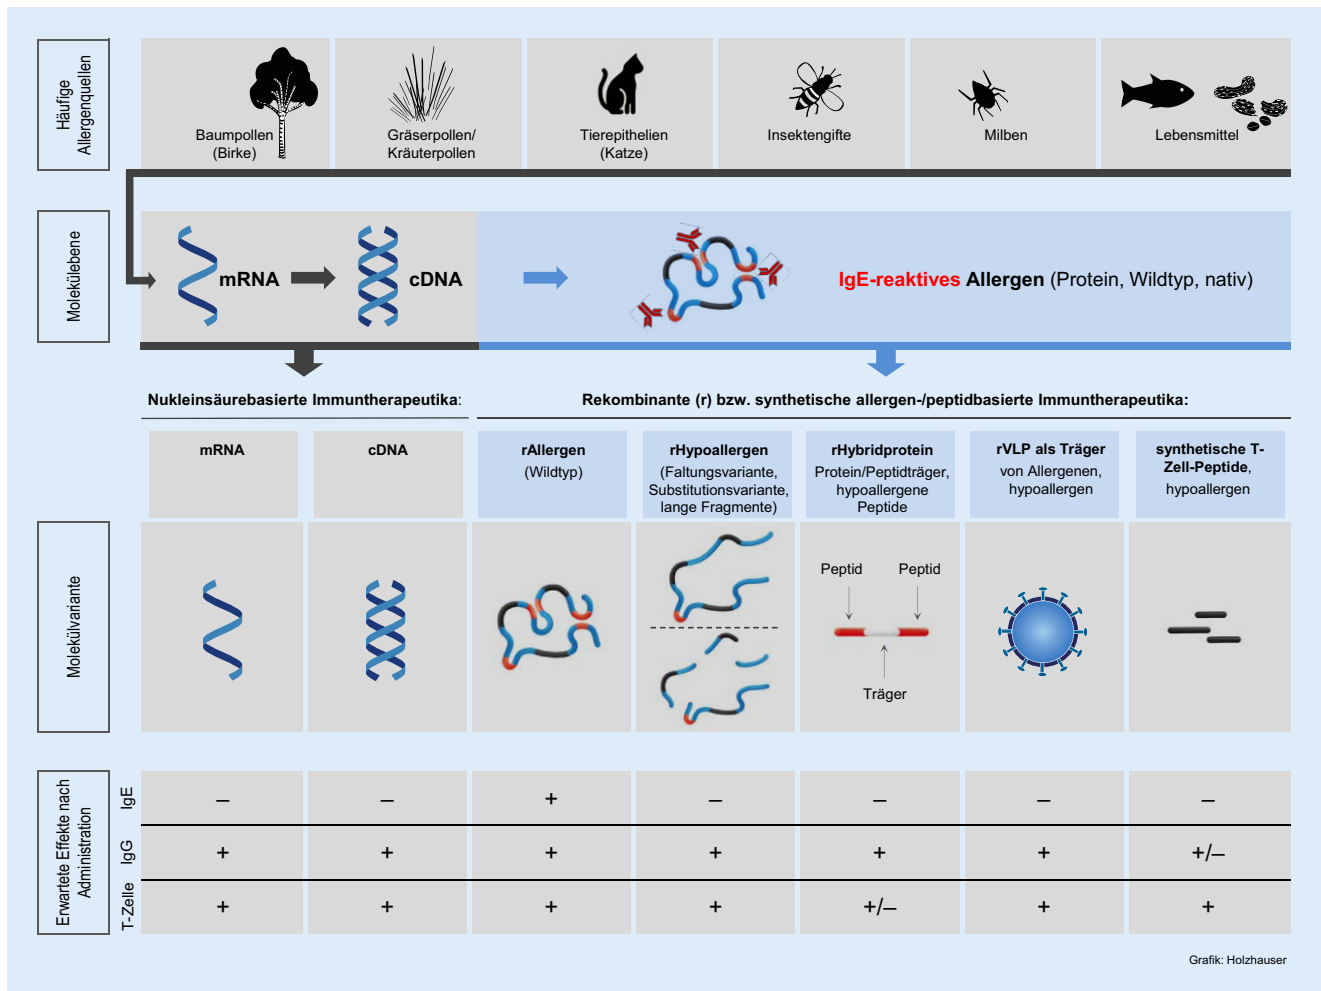 Häufige
Allergenquellen
Baumpollen
(Birke)
Gräserpollen/
Kräuterpollen
Tierepithelien
(Katze)
Insektengifte
Milben
Lebensmittel
Molekülebene
mRNA
cDNA
IgE-reaktives Allergen (Protein, Wildtyp, nativ)
Nukleinsäurebasierte Immuntherapeutika:
Rekombinante (r) bzw. synthetische allergen-/peptidbasierte Immuntherapeutika:
mRNA
cDNA
rAllergen
(Wildtyp)
rHypoallergen
(Faltungsvariante,
Substitutionsvariante,
lange Fragmente)
rHybridprotein
Protein/Peptidträger,
hypoallergene
Peptide
rVLP als Träger
von Allergenen,
hypoallergen
synthetische T-
Zell-Peptide,
hypoallergen
Molekülvariante
Peptid
Peptid
Träger
Erwartete Effekte nach
Administration
IgE
– – + – – – –
IgG
+ + + + + + +/–
T-Zelle
+ + + + +/– + +
Grafik: Holzhauser